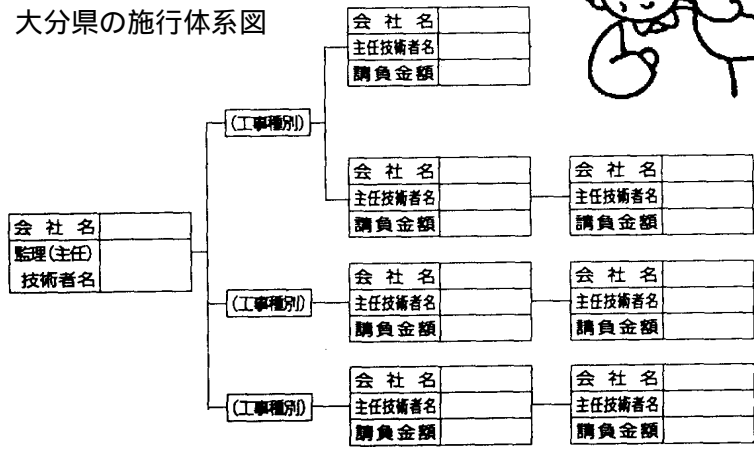 大分県の施行体系図
会社名
主任技術者名
請負金額
(工事種別)
会社名
主任技術者名
請負金額
会社名
主任技術者名
請負金額
会社名
監理(主任)
技術者名
(工事種別)
会社名
主任技術者名
請負金額
会社名
主任技術者名
請負金額
(工事種別)
会社名
主任技術者名
請負金額
会社名
主任技術者名
請負金額